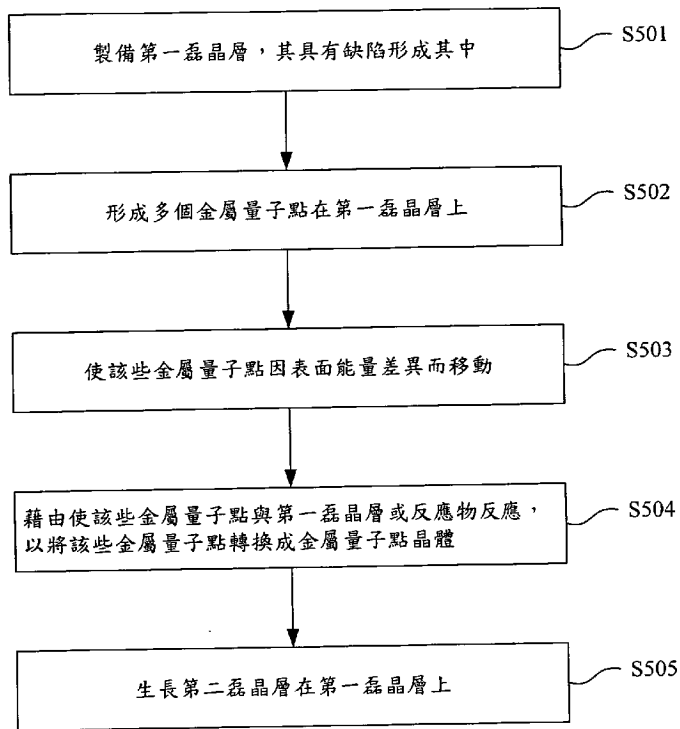 製備第一磊晶層，其具有缺陷形成其中
S501
形成多個金屬量子點在第一磊晶層上
S502
使該些金屬量子點因表面能量差異而移動
S503
藉由使該些金屬量子點與第一磊晶層或反應物反應，
以將該些金屬量子點轉換成金屬量子點晶體
S504
生長第二磊晶層在第一磊晶層上
S505